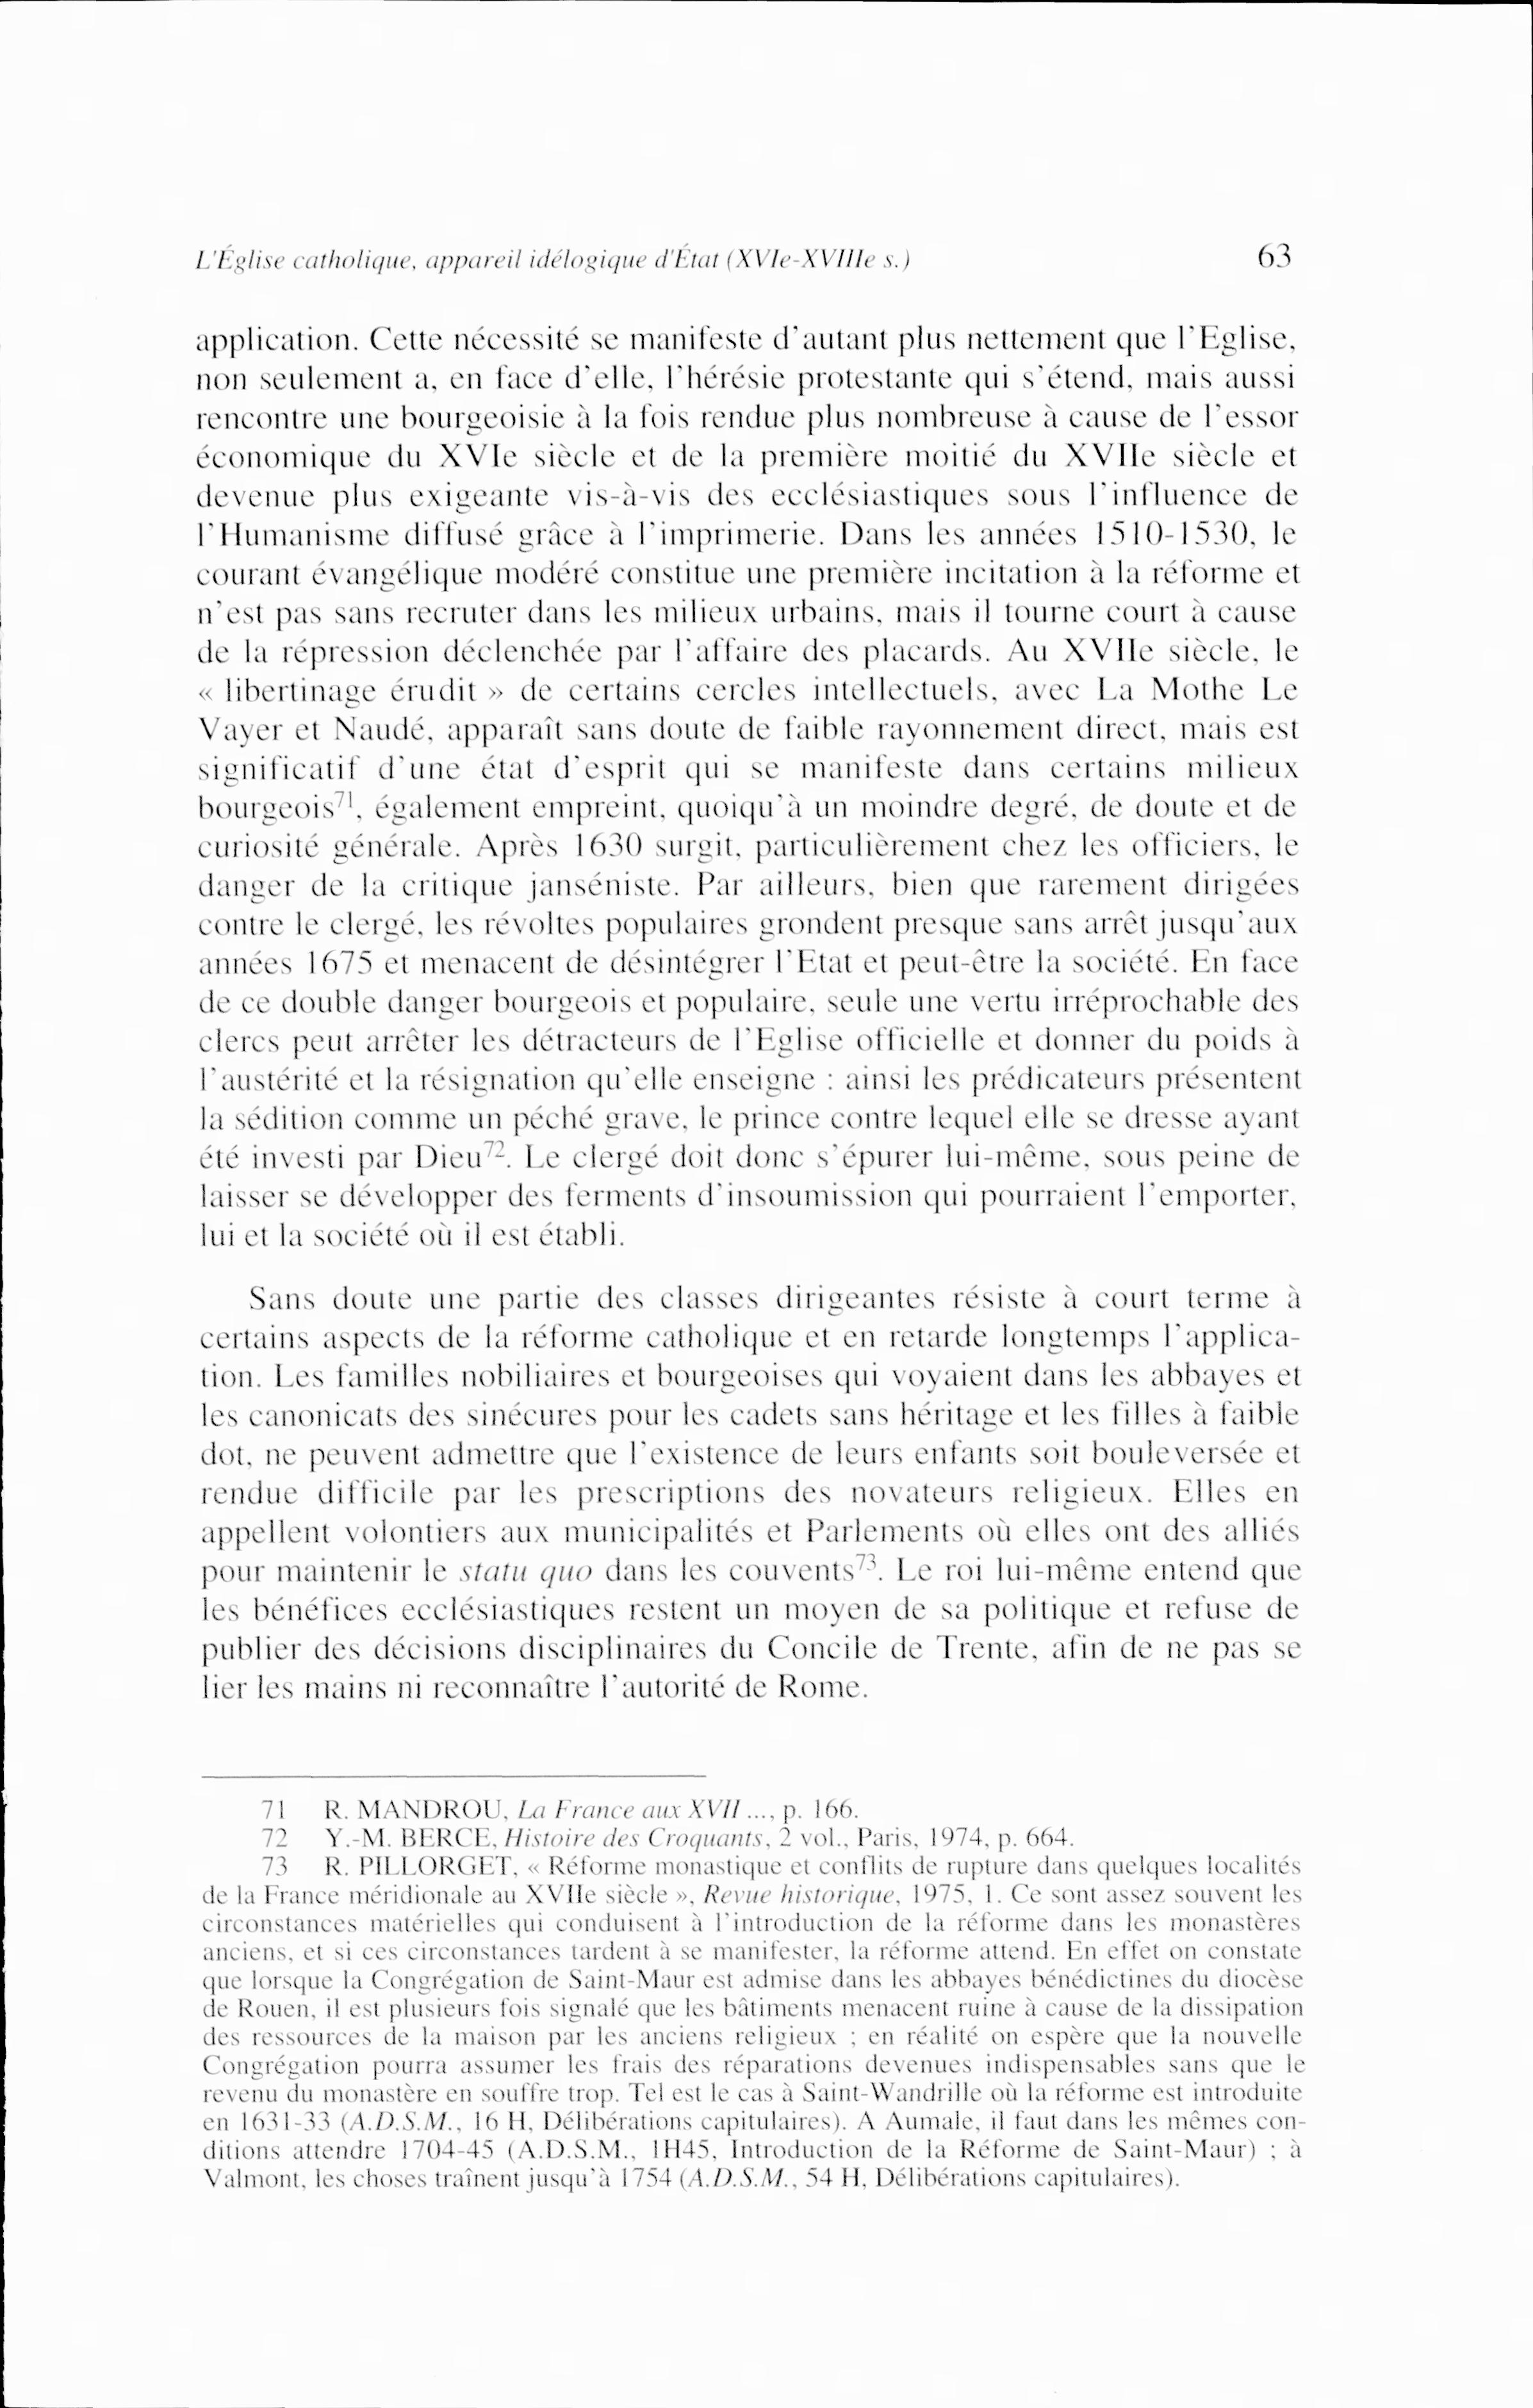 L'Église catholique, appareil idélogique d'État (XVIe-XVIIIe s.) 63
application. Cette nécessité se manifeste d'autant plus nettement que l'Eglise,
non seulement a, en face d'elle, l'hérésie protestante qui s'étend, mais aussi
rencontre une bourgeoisie à la fois rendue plus nombreuse à cause de l'essor
économique du XVIe siècle et de la première moitié du XVIIe siècle et
devenue plus exigeante vis-à-vis des ecclésiastiques sous l'influence de
l'Humanisme diffusé grâce à l'imprimerie. Dans les années 1510-1530, le
courant évangélique modéré constitue une première incitation à la réforme et
n'est pas sans recruter dans les milieux urbains, mais il tourne court à cause
de la répression déclenchée par l'affaire des placards. Au XVIIe siècle, le
« libertinage érudit » de certains cercles intellectuels, avec La Mothe Le
Vayer et Naudé, apparaît sans doute de faible rayonnement direct, mais est
significatif d'une état d'esprit qui se manifeste dans certains milieux
bourgeois71, également empreint, quoiqu'à un moindre degré, de doute et de
curiosité générale. Après 1630 surgit, particulièrement chez les officiers, le
danger de la critique janséniste. Par ailleurs, bien que rarement dirigées
contre le clergé, les révoltes populaires grondent presque sans arrêt jusqu'aux
années 1675 et menacent de désintégrer l'Etat et peut-être la société. En face
de ce double danger bourgeois et populaire, seule une vertu irréprochable des
clercs peut arrêter les détracteurs de l'Eglise officielle et donner du poids à
l'austérité et la résignation qu'elle enseigne : ainsi les prédicateurs présentent
la sédition comme un péché grave, le prince contre lequel elle se dresse ayant
été investi par Dieu72. Le clergé doit donc s'épurer lui-même, sous peine de
laisser se développer des ferments d'insoumission qui pourraient l'emporter,
lui et la société où il est établi.
Sans doute une partie des classes dirigeantes résiste à court terme à
certains aspects de la réforme catholique et en retarde longtemps l'applica-
tion. Les familles nobiliaires et bourgeoises qui voyaient dans les abbayes et
les canonicats des sinécures pour les cadets sans héritage et les filles à faible
dot, ne peuvent admettre que l'existence de leurs enfants soit bouleversée et
rendue difficile par les prescriptions des novateurs religieux. Elles en
appellent volontiers aux municipalités et Parlements où elles ont des alliés
pour maintenir le statu quo dans les couvents73. Le roi lui-même entend que
les bénéfices ecclésiastiques restent un moyen de sa politique et refuse de
publier des décisions disciplinaires du Concile de Trente, afin de ne pas se
lier les mains ni reconnaître l'autorité de Rome.
71 R. MANDROU, La France aux XVII ..., p. 166.
72 Y.-M. BERCE, Histoire des Croquants, 2 vol., Paris, 1974, p. 664.
73 R. PILLORGET, « Réforme monastique et conflits de rupture dans quelques localités
de la France méridionale au XVIIe siècle », Revue historique, 1975, 1. Ce sont assez souvent les
circonstances matérielles qui conduisent à l'introduction de la réforme dans les monastères
anciens, et si ces circonstances tardent à se manifester, la réforme attend. En effet on constate
que lorsque la Congrégation de Saint-Maur est admise dans les abbayes bénédictines du diocèse
de Rouen, il est plusieurs fois signalé que les bâtiments menacent ruine à cause de la dissipation
des ressources de la maison par les anciens religieux ; en réalité on espère que la nouvelle
Congrégation pourra assumer les frais des réparations devenues indispensables sans que le
revenu du monastère en souffre trop. Tel est le cas à Saint-Wandrille où la réforme est introduite
en 1631-33 (A.D.S.M., 16 H, Délibérations capitulaires). A Aumale, il faut dans les mêmes con-
ditions attendre 1704-45 (A.D.S.M., 1H45, Introduction de la Réforme de Saint-Maur) ; à
Valmont, les choses traînent jusqu'à 1754 (A.D.S.M., 54 H, Délibérations capitulaires).